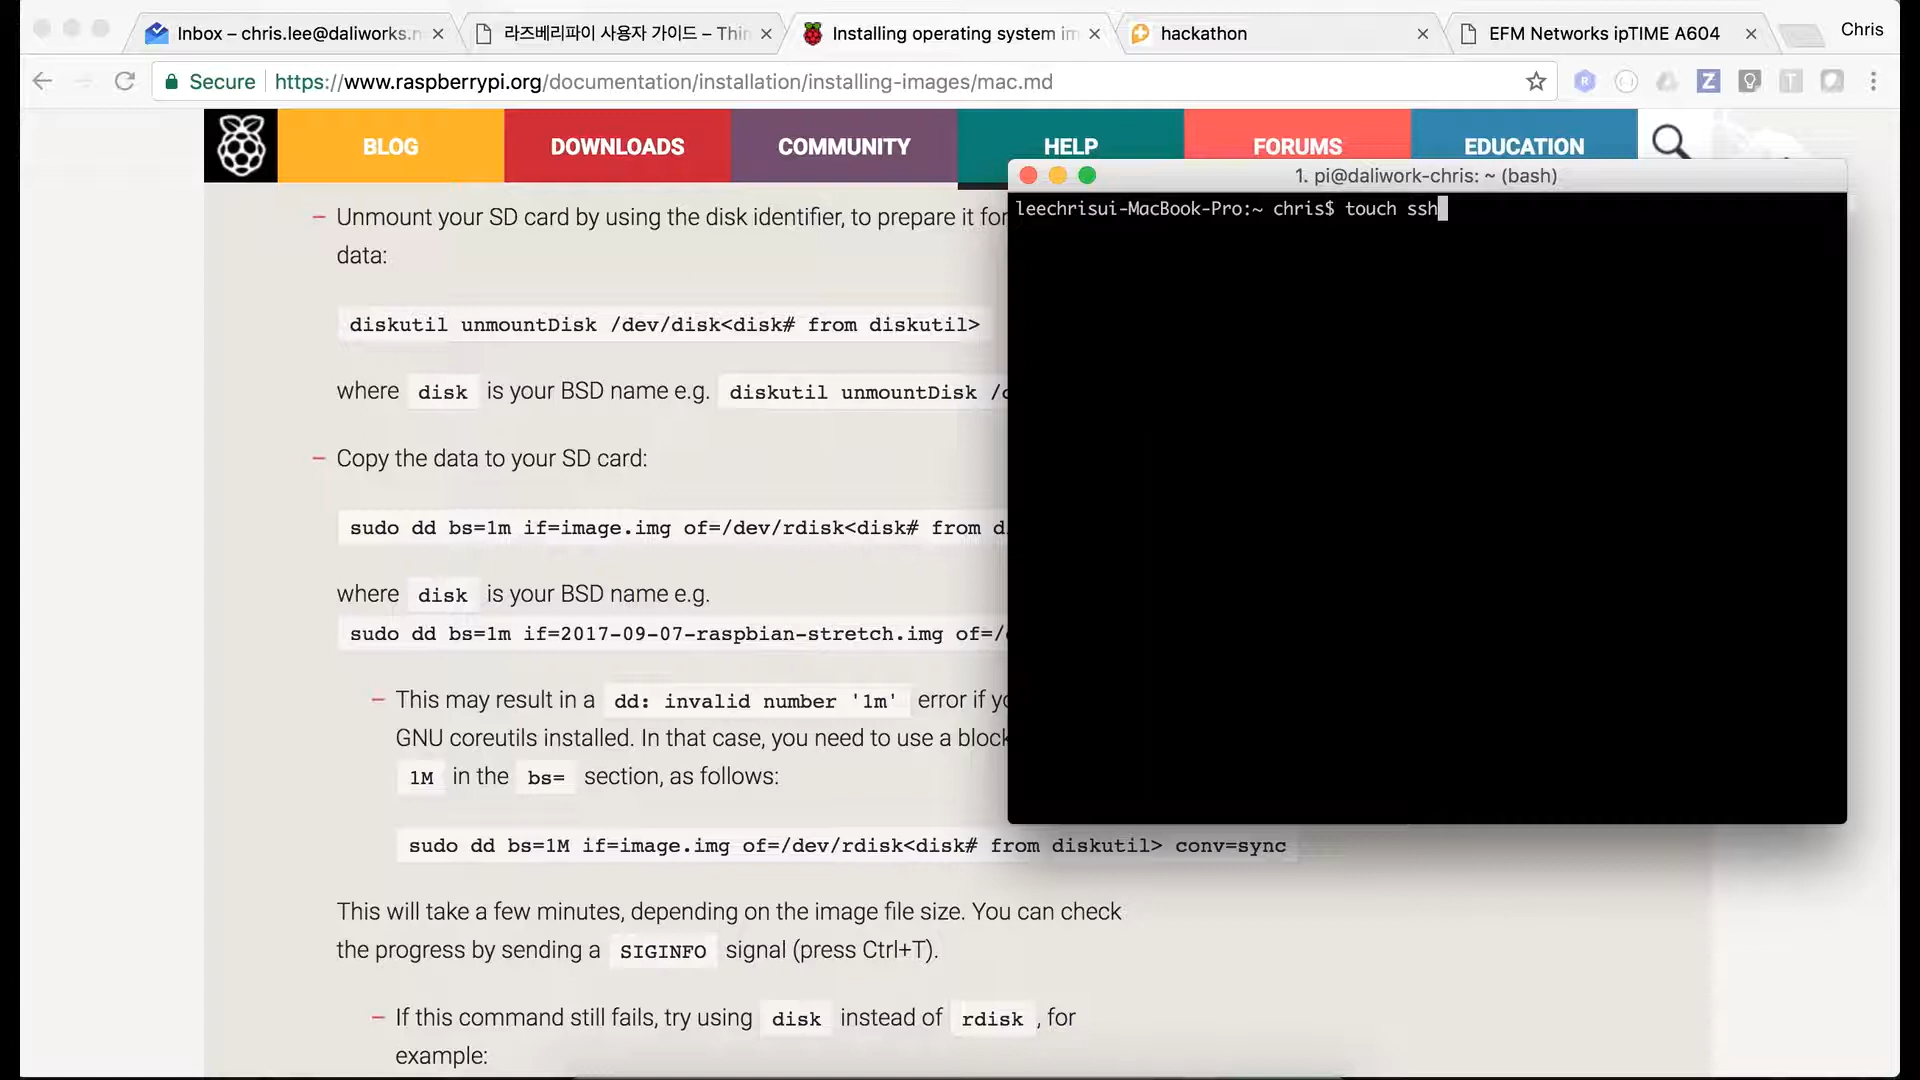 Inbox – chris.lee@daliworks.n
라즈베리파이 사용자 가이드 – Thin
Installing operating system im
hackathon
EFM Networks ipTIME A604
Chris
Secure
https://www.raspberrypi.org/documentation/installation/installing-images/mac.md
BLOG
DOWNLOADS
COMMUNITY
HELP
FORUMS
EDUCATION
1. pi@daliwork-chris: ~ (bash)
leechrisui-MacBook-Pro:~ chris$ touch ssh
– Unmount your SD card by using the disk identifier, to prepare it for
data:
diskutil unmountDisk /dev/disk<disk# from diskutil>
where disk is your BSD name e.g. diskutil unmountDisk /
– Copy the data to your SD card:
sudo dd bs=1m if=image.img of=/dev/rdisk<disk# from d
where disk is your BSD name e.g.
sudo dd bs=1m if=2017-09-07-raspbian-stretch.img of=/
– This may result in a dd: invalid number '1m' error if yo
GNU coreutils installed. In that case, you need to use a block
1M in the bs= section, as follows:
sudo dd bs=1M if=image.img of=/dev/rdisk<disk# from diskutil> conv=sync
This will take a few minutes, depending on the image file size. You can check
the progress by sending a SIGINFO signal (press Ctrl+T).
– If this command still fails, try using disk instead of rdisk , for
example: